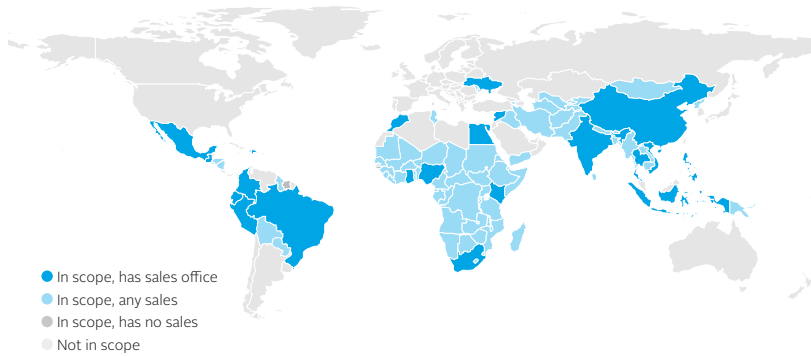 In scope, has sales office
In scope, any sales
In scope, has no sales
Not in scope